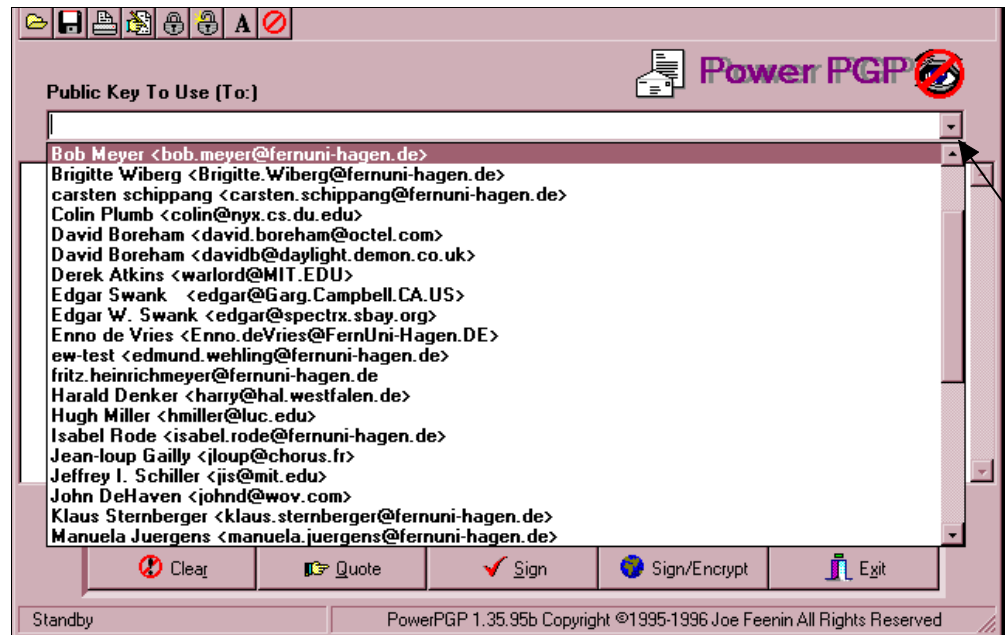 A
Power PGP
Public Key To Use (To:)
Bob Meyer <bob.meyer@fernuni-hagen.de>
Brigitte Wiberg <Brigitte.Wiberg@fernuni-hagen.de>
carsten schippang <carsten.schippang@fernuni-hagen.de>
Colin Plumb <colin@nyx.cs.du.edu>
David Boreham <david.boreham@octel.com>
David Boreham <davidb@daylight.demon.co.uk>
Derek Atkins <warlord@MIT.EDU>
Edgar Swank   <edgar@Garg.Campbell.CA.US>
Edgar W. Swank <edgar@spectrx.sbay.org>
Enno de Vries <Enno.deVries@FernUni-Hagen.DE>
ew-test <edmund.wehling@fernuni-hagen.de>
fritz.heinrichmeyer@fernuni-hagen.de
Harald Denker <harry@hal.westfalen.de>
Hugh Miller <hmiller@luc.edu>
Isabel Rode <isabel.rode@fernuni-hagen.de>
Jean-loup Gailly <jloup@chorus.fr>
Jeffrey I. Schiller <jis@mit.edu>
John DeHaven <johnd@wov.com>
Klaus Sternberger <klaus.sternberger@fernuni-hagen.de>
Manuela Juergens <manuela.juergens@fernuni-hagen.de>
Clear Quote Sign Sign/Encrypt Exit
Standby PowerPGP 1.35.95b Copyright ©1995-1996 Joe Feenin All Rights Reserved